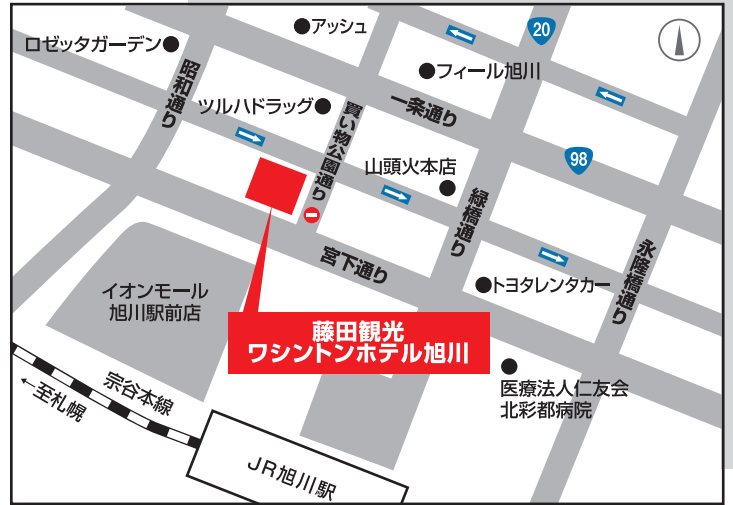 アッシュ
20
ロゼッタガーデン
フィール旭川
昭和通り
ツルハドラッグ
買い物公園通り
一条通り
98
山頭火本店
緑橋通り
永隆橋通り
宮下通り
トヨタレンタカー
イオンモール
旭川駅前店
藤田観光
ワシントンホテル旭川
医療法人仁友会
北彩都病院
宗谷本線
←至札幌
JR旭川駅